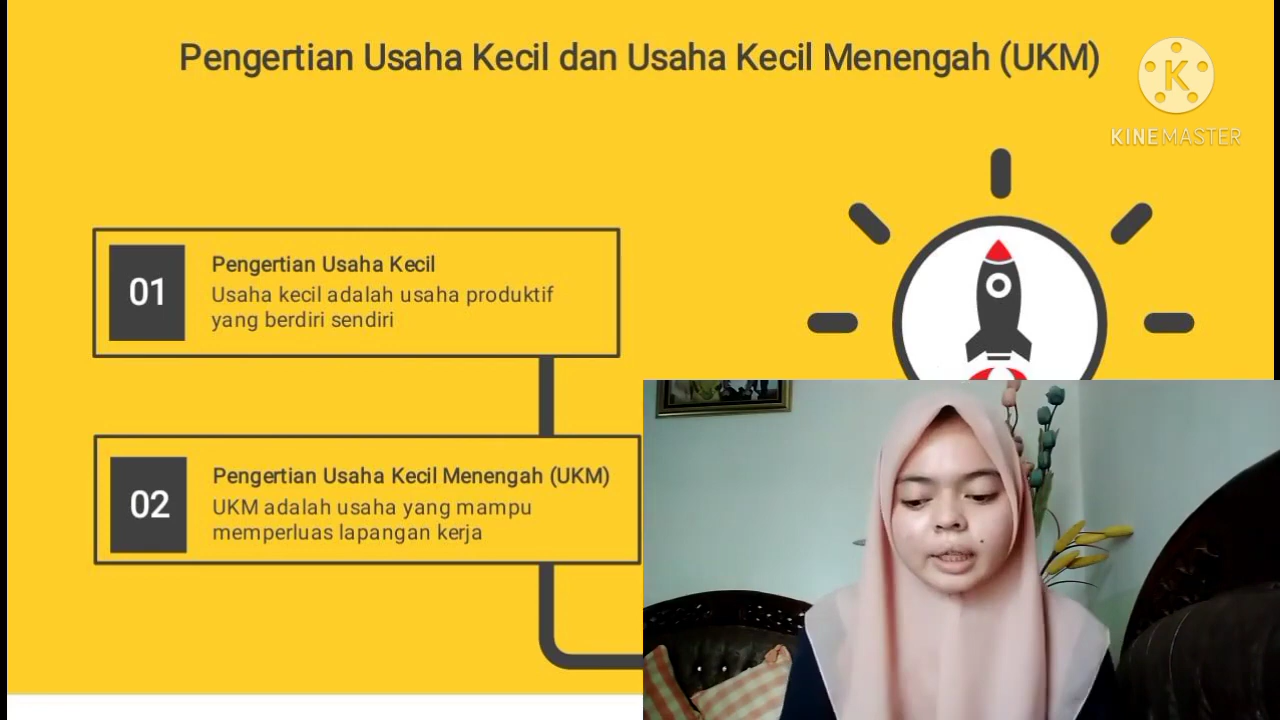 Pengertian Usaha Kecil dan Usaha Kecil Menengah (UKM)
K
KINEMASTER
01
Pengertian Usaha Kecil
Usaha kecil adalah usaha produktif
yang berdiri sendiri
02
Pengertian Usaha Kecil Menengah (UKM)
UKM adalah usaha yang mampu
memperluas lapangan kerja